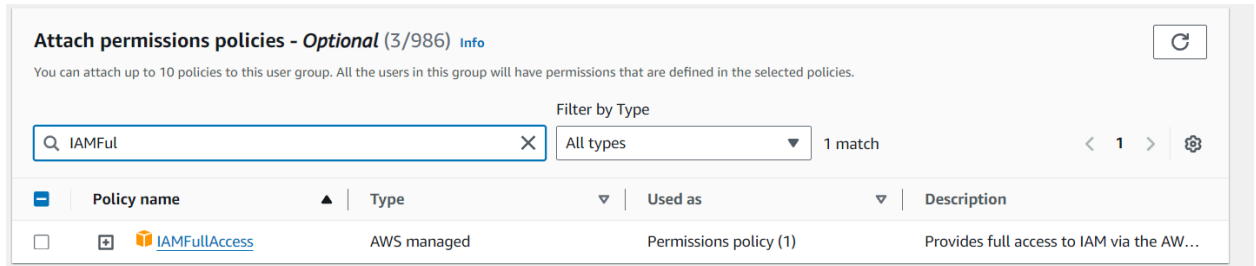 Attach permissions policies - Optional (3/986) Info
You can attach up to 10 policies to this user group. All the users in this group will have permissions that are defined in the selected policies.
Filter by Type
IAMFul
All types
1 match
1
Policy name
Type
Used as
Description
IAMFullAccess
AWS managed
Permissions policy (1)
Provides full access to IAM via the AW...